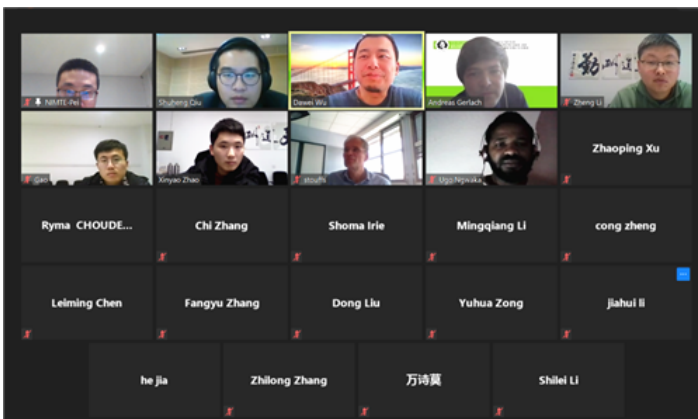 NIMTE-Pei
Shuheng Qiu
Dawei Wu
Andreas Gerlach
Zheng Li
Gao
Xinyao Zhao
stouffs
Ugo Ngwaka
Zhaoping Xu
Ryma CHOUDE...
Chi Zhang
Shoma Irie
Mingqiang Li
cong zheng
Leiming Chen
Fangyu Zhang
Dong Liu
Yuhua Zong
jiahui li
he jia
Zhilong Zhang
万诗莫
Shilei Li